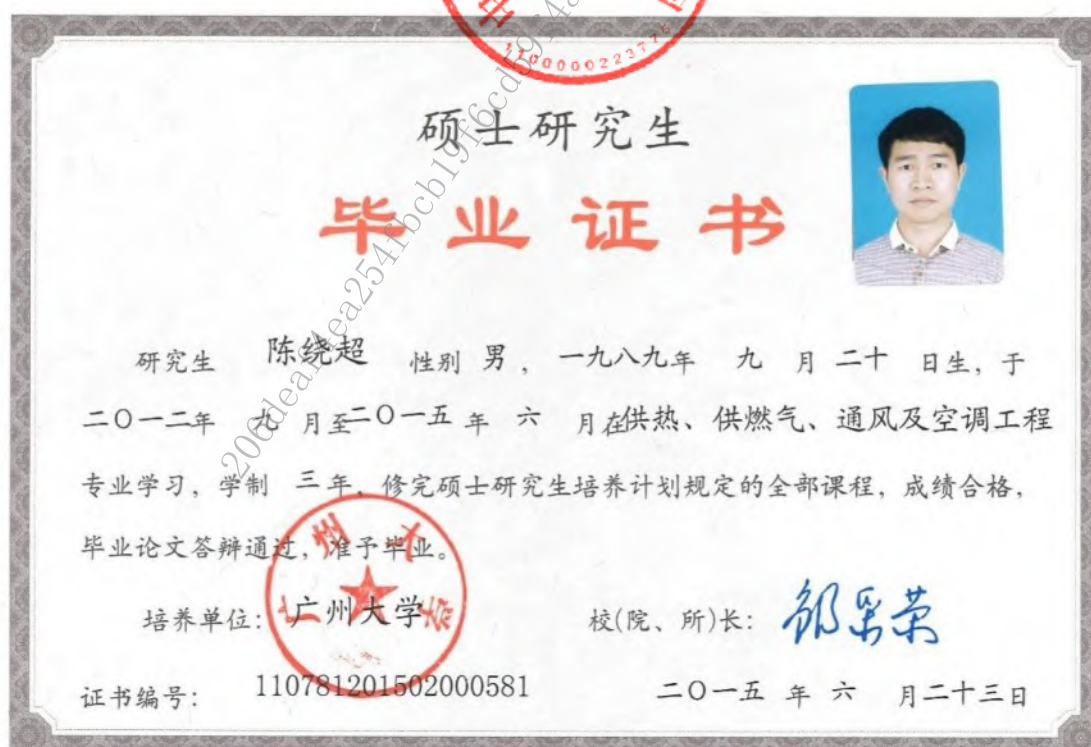 1100000223776
硕士研究生
毕业证书
研究生 陈绕超 性别 男, 一九八九年 九 月 二十 日生, 于
二〇一二年 九 月至二〇一五 年 六 月在供热、供燃气、通风及空调工程
专业学习, 学制 三年, 修完硕士研究生培养计划规定的全部课程, 成绩合格,
毕业论文答辩通过, 准予毕业。
广州大学
培养单位: 广州大学 校(院、所)长:
证书编号: 110781201502000581 二〇一五 年 六 月二十三日